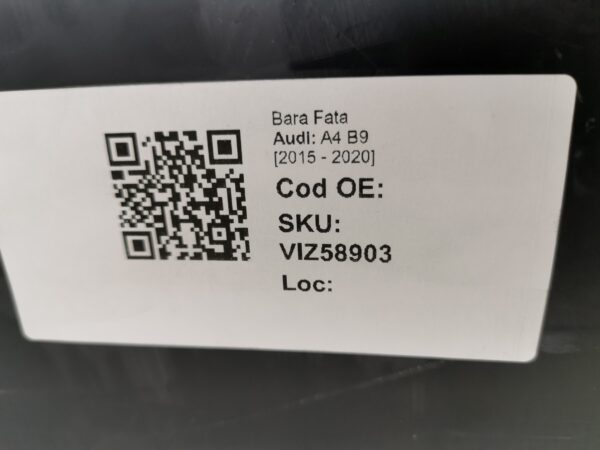 Bara Fata
Audi: A4 B9
[2015 - 2020]
Cod OE:
SKU:
VIZ58903
Loc: